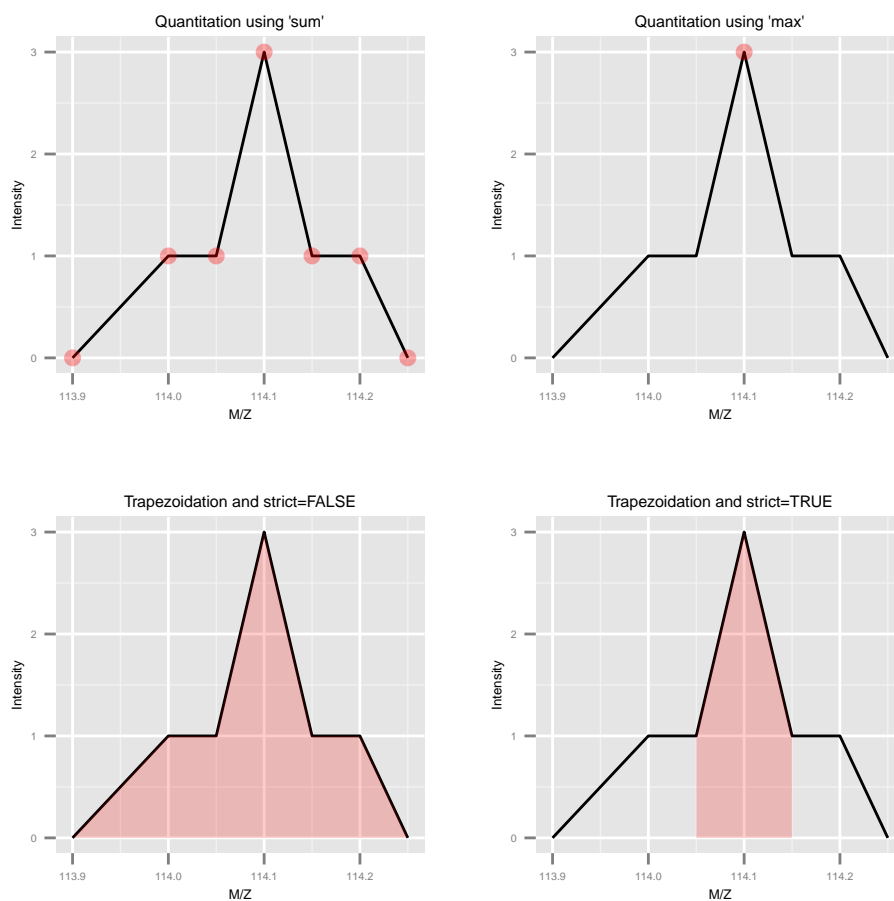 Quantitation using 'sum'
3
2
1
0
Intensity
113.9 114.0 114.1 114.2
M/Z
Quantitation using 'max'
3
2
1
0
Intensity
113.9 114.0 114.1 114.2
M/Z
Trapezoidation and strict=FALSE
3
2
1
0
Intensity
113.9 114.0 114.1 114.2
M/Z
Trapezoidation and strict=TRUE
3
2
1
0
Intensity
113.9 114.0 114.1 114.2
M/Z